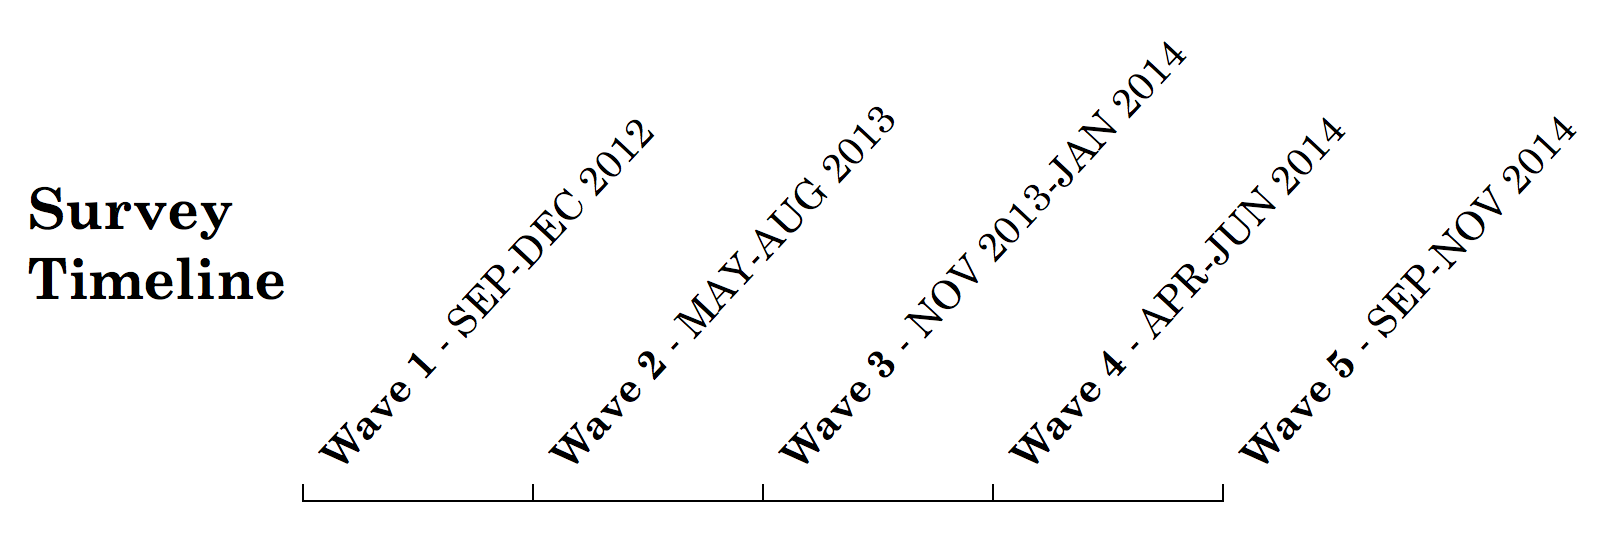 Survey
Timeline
Wave 1 - SEP-DEC 2012
Wave 2 - MAY-AUG 2013
Wave 3 - NOV 2013-JAN 2014
Wave 4 - APR-JUN 2014
Wave 5 - SEP-NOV 2014